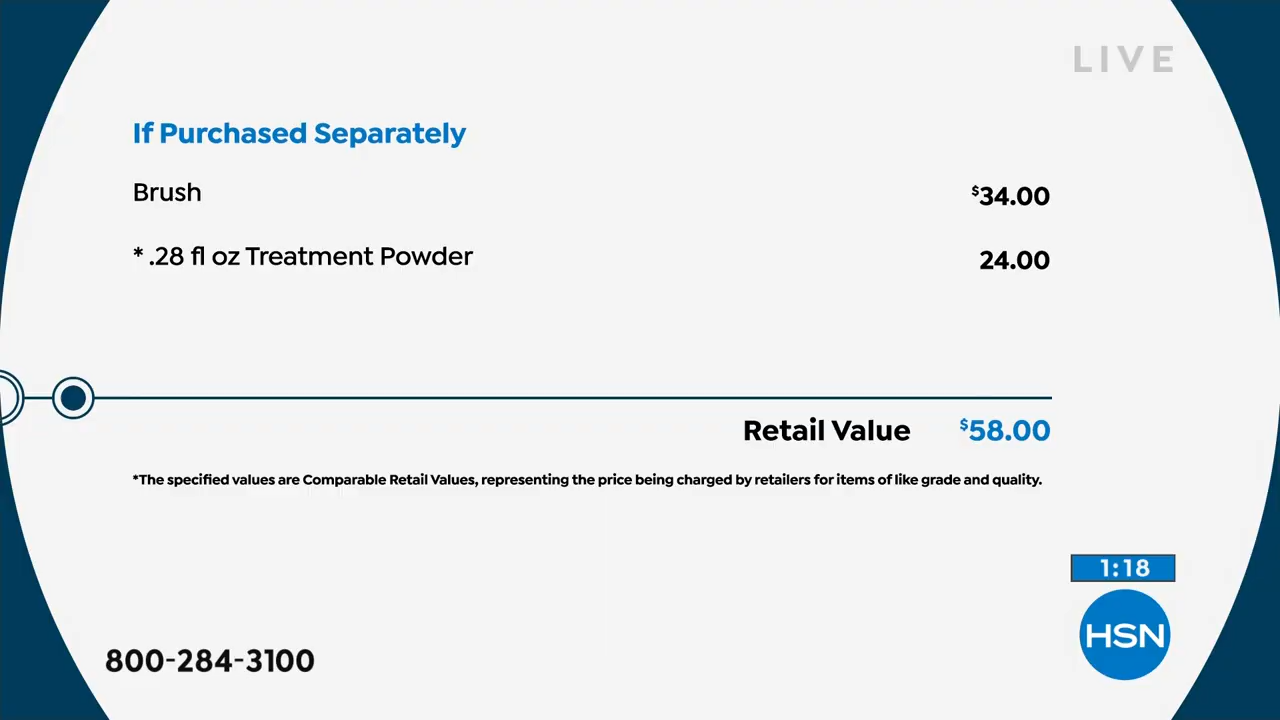 LIVE
If Purchased Separately
Brush $34.00
* .28 fl oz Treatment Powder 24.00
Retail Value $58.00
*The specified values are Comparable Retail Values, representing the price being charged by retailers for items of like grade and quality.
1:18
HSN
800-284-3100